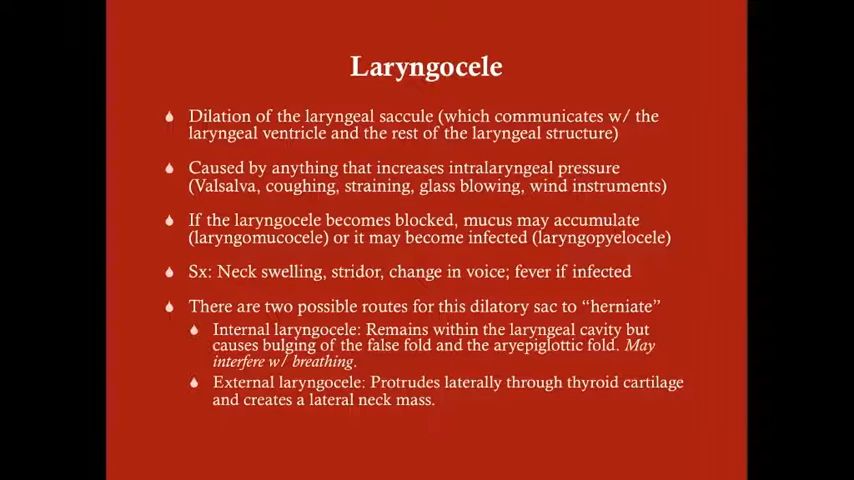 Laryngocele
Dilation of the laryngeal saccule (which communicates w/ the
laryngeal ventricle and the rest of the laryngeal structure)
Caused by anything that increases intralaryngeal pressure
(Valsalva, coughing, straining, glass blowing, wind instruments)
If the laryngocele becomes blocked, mucus may accumulate
(laryngomucocele) or it may become infected (laryngopyelocele)
Sx: Neck swelling, stridor, change in voice; fever if infected
There are two possible routes for this dilatory sac to “herniate”
Internal laryngocele: Remains within the laryngeal cavity but
causes bulging of the false fold and the aryepiglottic fold. May
interfere w/ breathing.
External laryngocele: Protrudes laterally through thyroid cartilage
and creates a lateral neck mass.